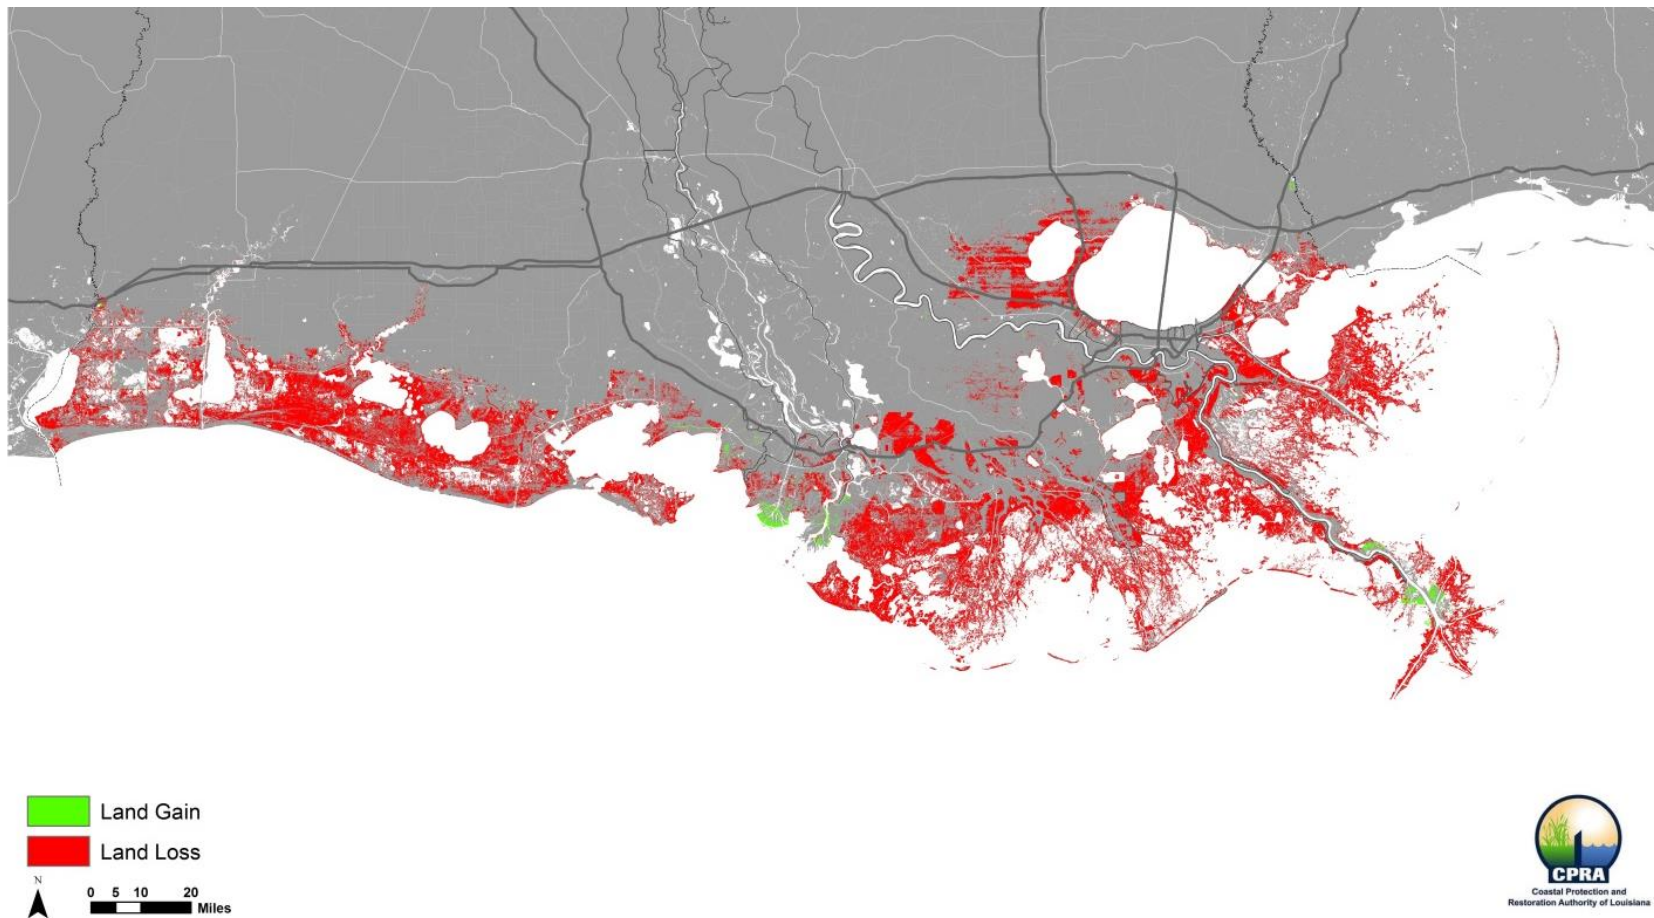 Land Gain
Land Loss
N
0 5 10 20
Miles
CPRA
Coastal Protection and
Restoration Authority of Louisiana